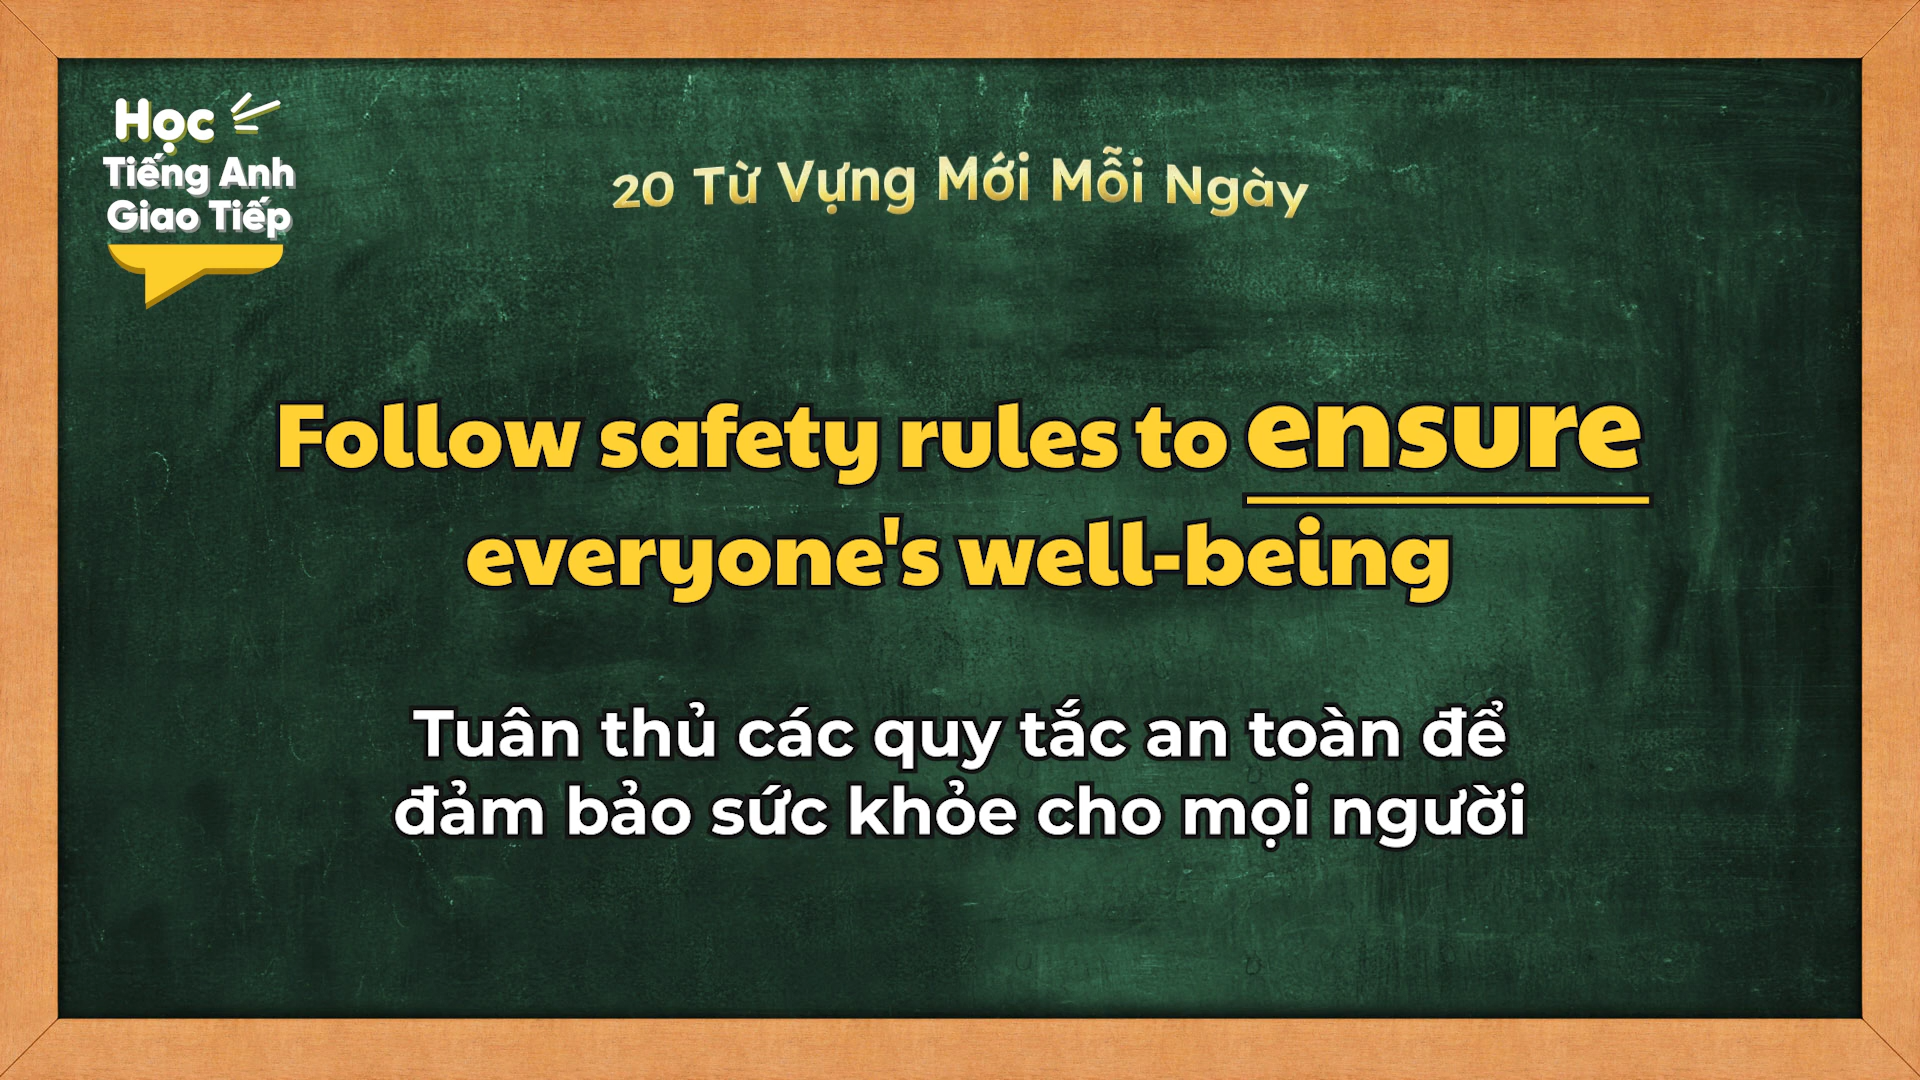 Học
Tiếng Anh
Giao Tiếp
20 Từ Vựng Mới Mỗi Ngày
Follow safety rules to ensure
everyone's well-being
Tuân thủ các quy tắc an toàn để
đảm bảo sức khỏe cho mọi người